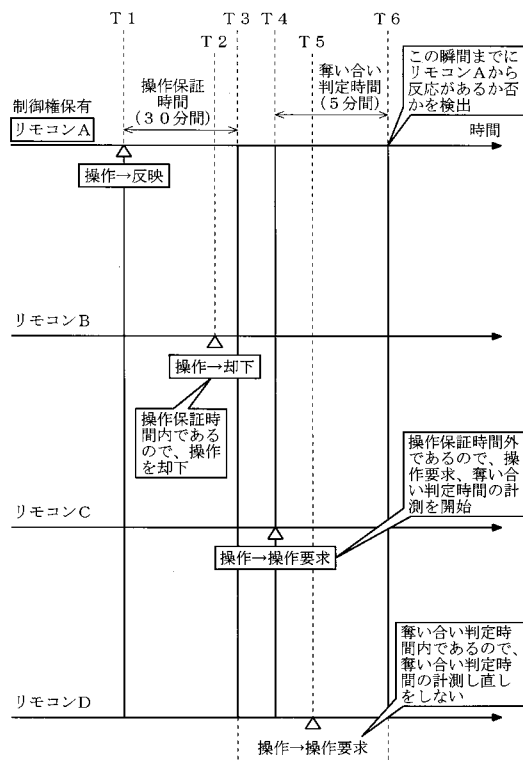 T1
T3
T4
T6
T2
T5
操作保証
時間
(30分間)
奪い合い
判定時間
(5分間)
この瞬間までに
リモコンAから
反応があるか否
かを検出
制御権保有
リモコンA
時間
操作→反映
リモコンB
操作→却下
操作保証時
間内である
ので、操作
を却下
操作保証時間外
であるので、操
作要求、奪い合
い判定時間の計
測を開始
リモコンC
操作→操作要求
奪い合い判定時
間内であるので、
奪い合い判定時
間の計測し直し
をしない
リモコンD
操作→操作要求